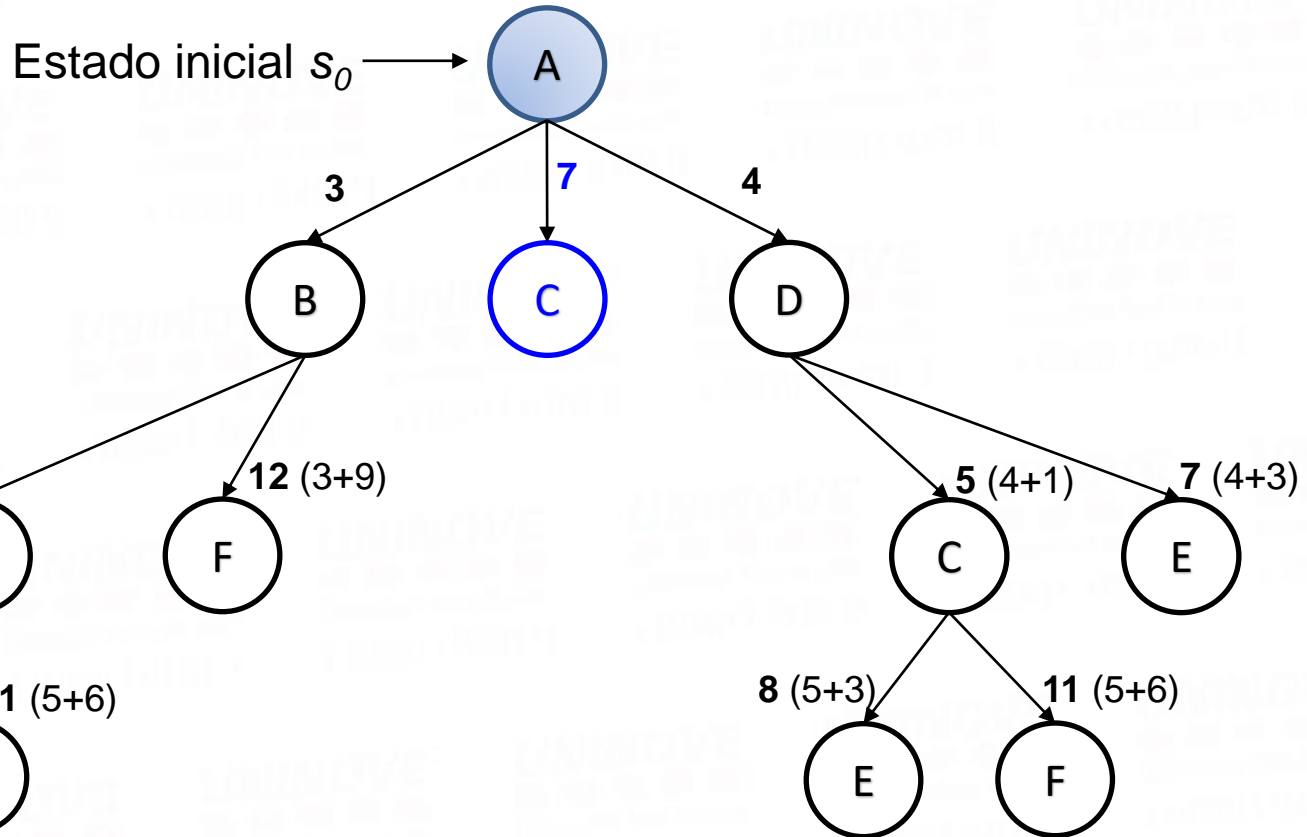 Estado inicial s0
A
3
7
4
B
C
D
12 (3+9)
5 (4+1)
7 (4+3)
F
C
E
1 (5+6)
8 (5+3)
11 (5+6)
E
F